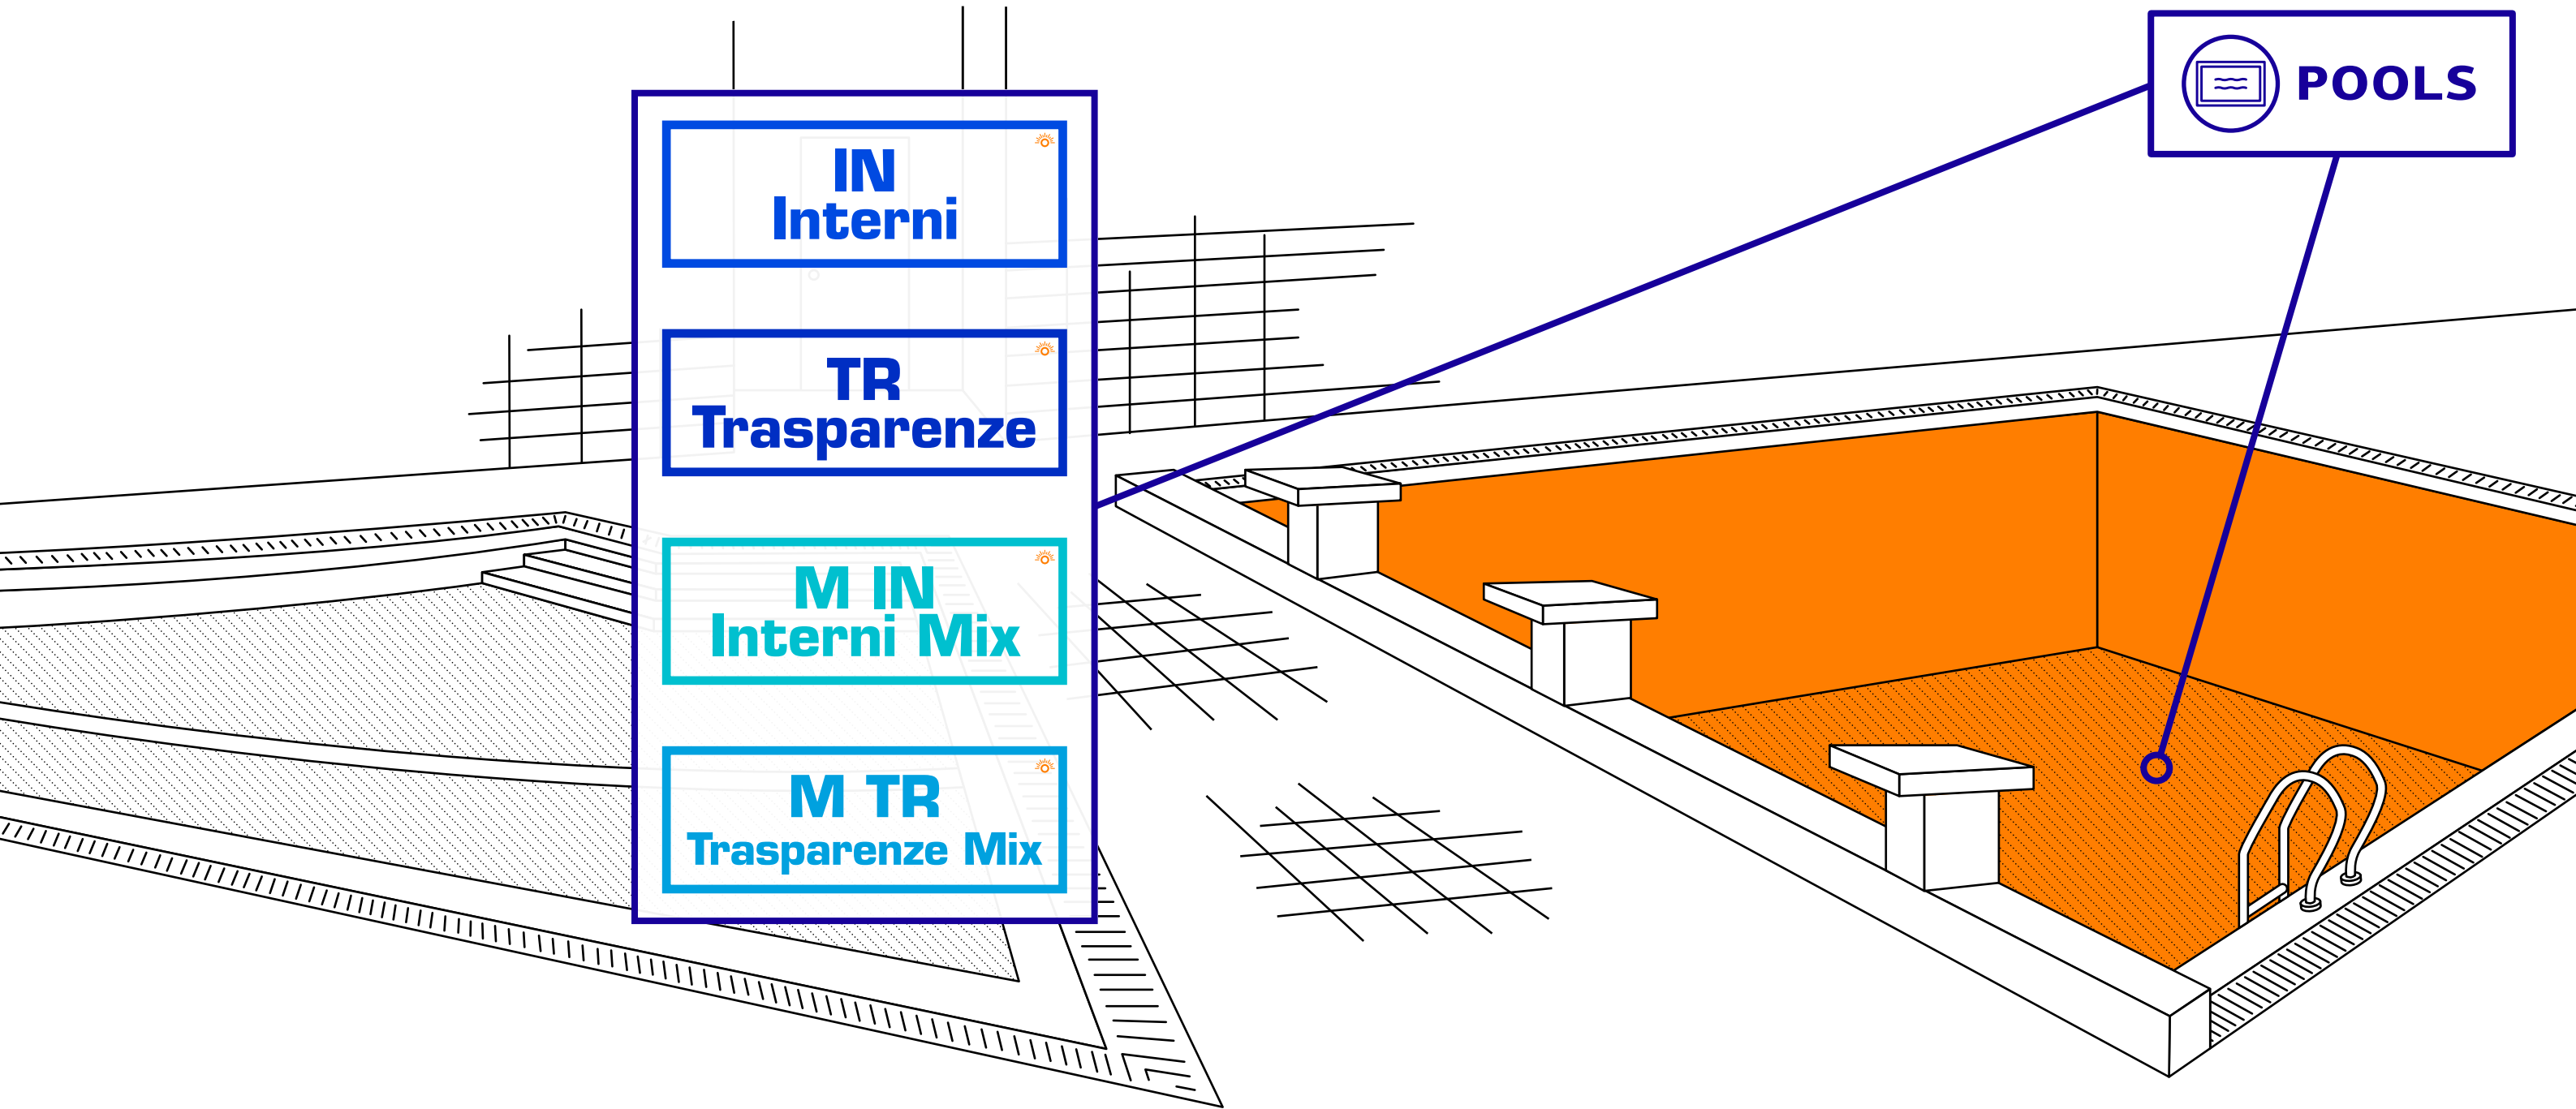 POOLS
IN
Interni
TR
Trasparenze
M IN
Interni Mix
M TR
Trasparenze Mix